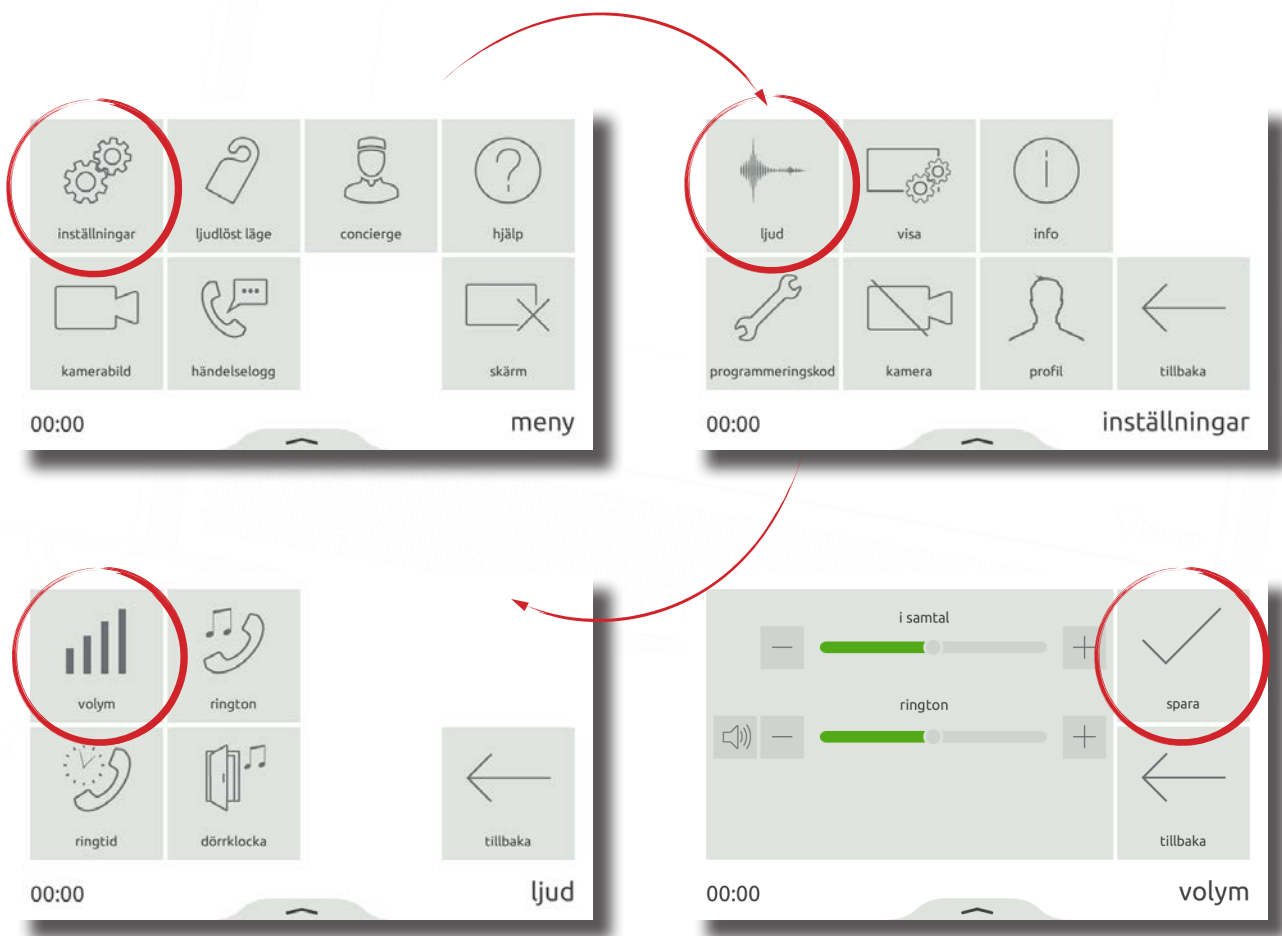 inställningar
ljudlöst läge
concierge
hjälp
kamerabild
händelselogg
skärm
00:00
meny
ljud
visa
info
programmeringskod
kamera
profil
tillbaka
00:00
inställningar
volym
rington
ringtid
dörrklocka
tillbaka
00:00
ljud
i samtal
rington
spara
tillbaka
00:00
volym